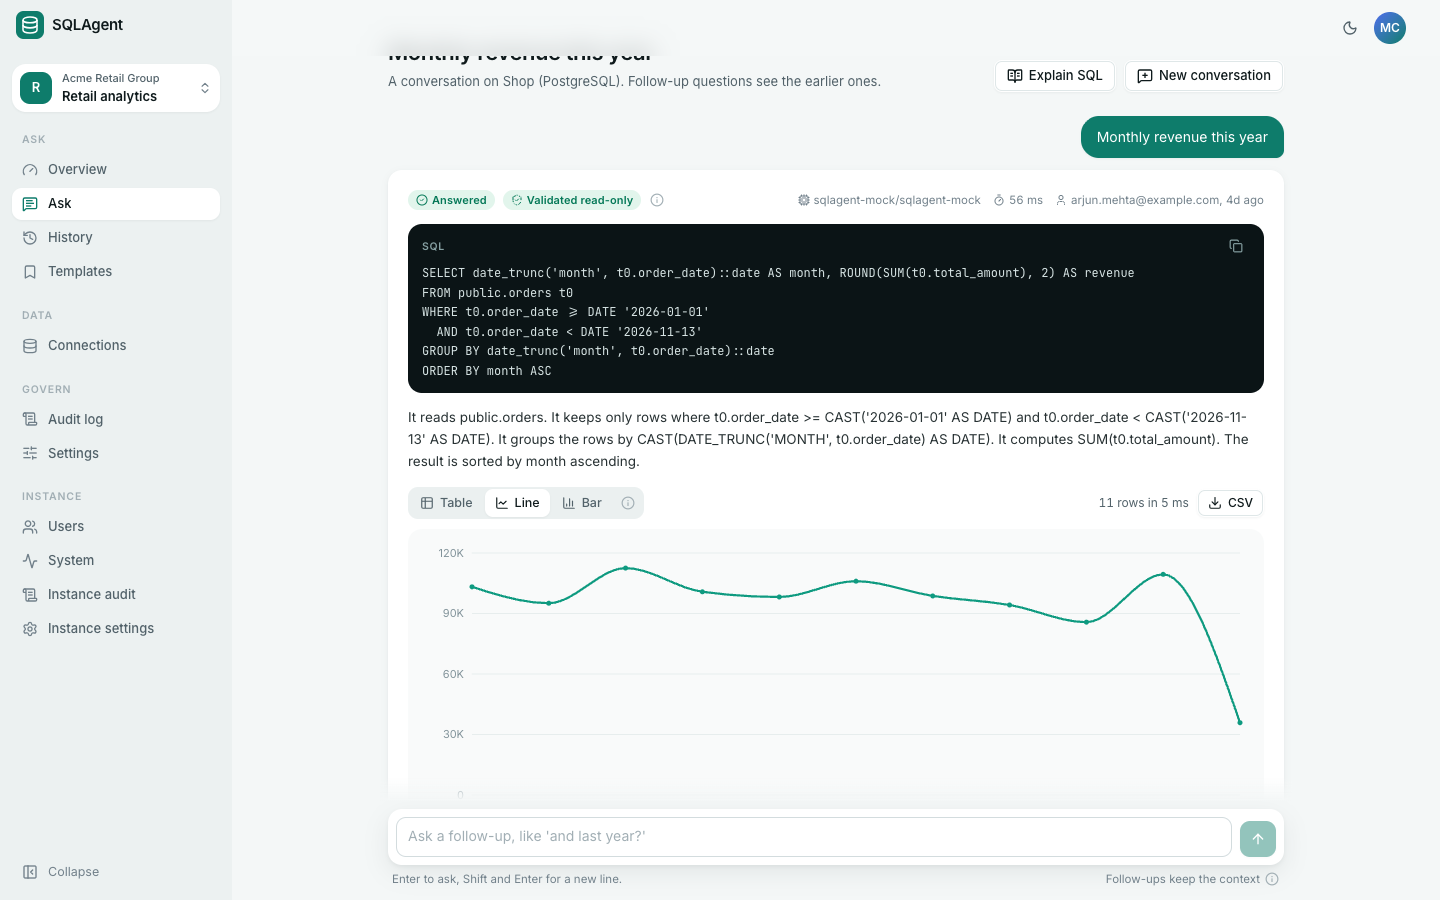 SQLAgent
R
Acme Retail Group
Retail analytics
ASK
Overview
Ask
History
Templates
DATA
Connections
GOVERN
Audit log
Settings
INSTANCE
Users
System
Instance audit
Instance settings
Collapse
MC
Monthly revenue this year
A conversation on Shop (PostgreSQL). Follow-up questions see the earlier ones.
Explain SQL
New conversation
Monthly revenue this year
Answered
Validated read-only
sqlagent-mock/sqlagent-mock
56 ms
arjun.mehta@example.com, 4d ago
SQL
SELECT date_trunc('month', t0.order_date)::date AS month, ROUND(SUM(t0.total_amount), 2) AS revenue
FROM public.orders t0
WHERE t0.order_date >= DATE '2026-01-01'
  AND t0.order_date < DATE '2026-11-13'
GROUP BY date_trunc('month', t0.order_date)::date
ORDER BY month ASC
It reads public.orders. It keeps only rows where t0.order_date >= CAST('2026-01-01' AS DATE) and t0.order_date < CAST('2026-11-
13' AS DATE). It groups the rows by CAST(DATE_TRUNC('MONTH', t0.order_date) AS DATE). It computes SUM(t0.total_amount). The
result is sorted by month ascending.
Table
Line
Bar
11 rows in 5 ms
CSV
120K
90K
60K
30K
0
Ask a follow-up, like 'and last year?'
Enter to ask, Shift and Enter for a new line.
Follow-ups keep the context